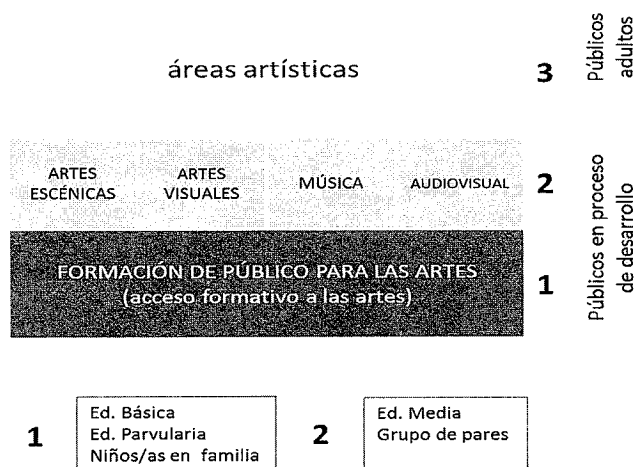 áreas artísticas
3
Públicos adultos
ARTES ESCÉNICAS
ARTES VISUALES
MÚSICA
AUDIOVISUAL
2
FORMACIÓN DE PÚBLICO PARA LAS ARTES
(acceso formativo a las artes)
1
Públicos en proceso de desarrollo
1
Ed. Básica
Ed. Parvularia
Niños/as en familia
2
Ed. Media
Grupo de pares